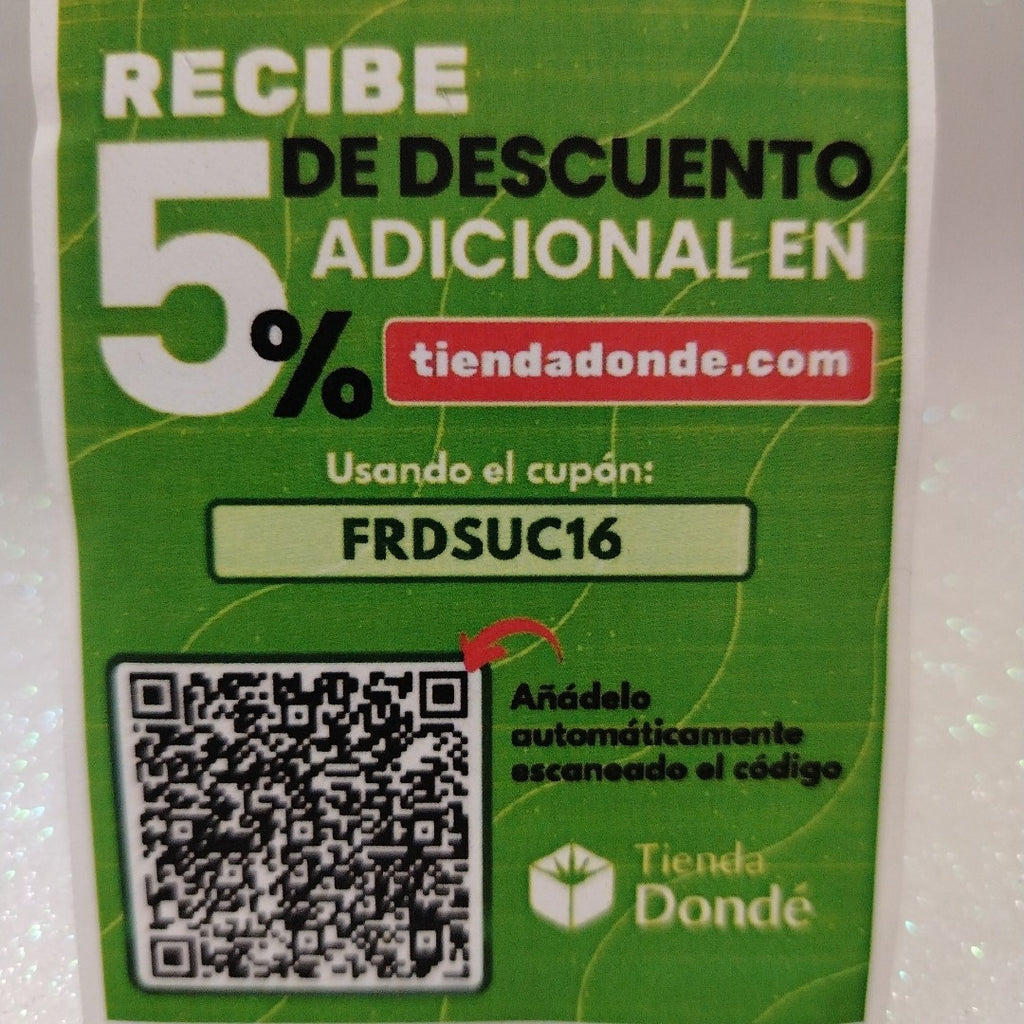 RECIBE
5% DE DESCUENTO
ADICIONAL EN
tiendadonde.com
Usando el cupón:
FRDSUC16
Añádelo
automáticamente
escaneado el código
Tienda
Dondé